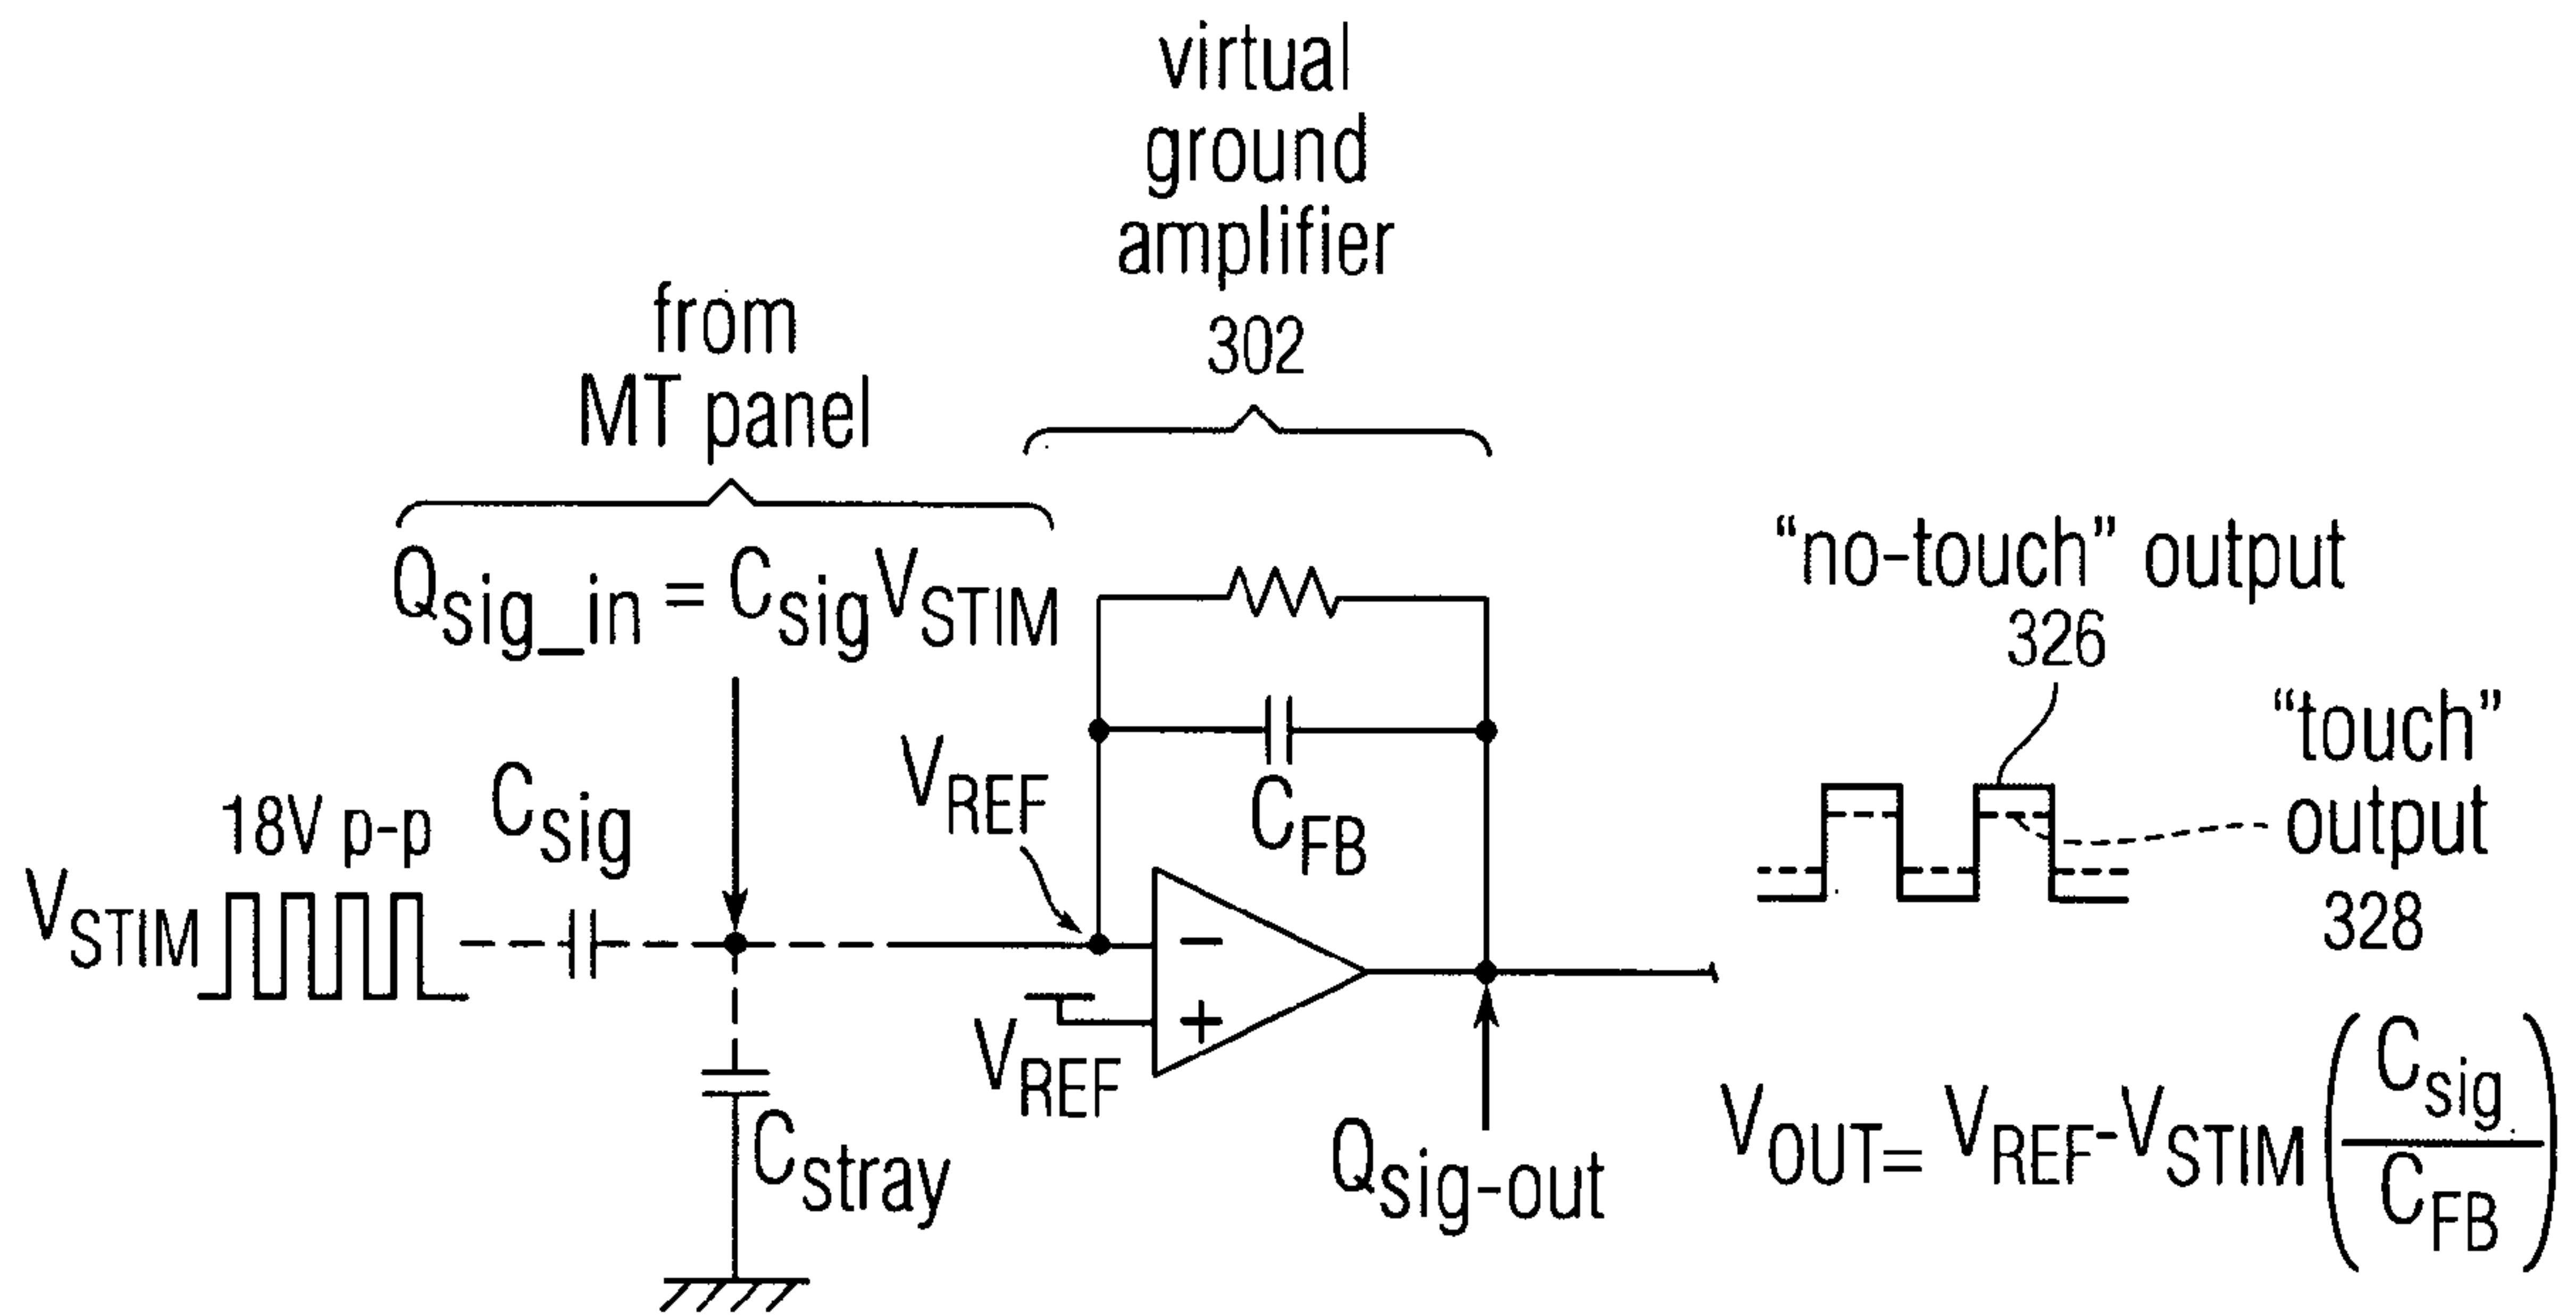 virtual
ground
amplifier
302
from
MT panel
Qsig_in = CsigVSTIM
"no-touch" output
326
"touch"
output
328
VREF
CFB
18V p-p
Csig
VSTIM
−
+
VREF
Cstray
Qsig-out
VOUT= VREF-VSTIM(Csig/CFB)